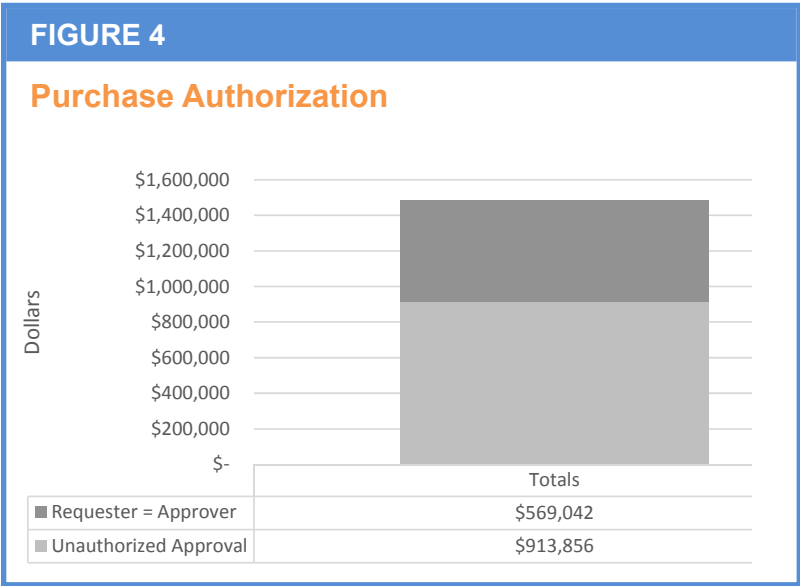 FIGURE 4
Purchase Authorization
$1,600,000
$1,400,000
$1,200,000
$1,000,000
$800,000
$600,000
$400,000
$200,000
$-
Dollars
Totals
Requester = Approver $569,042
Unauthorized Approval $913,856